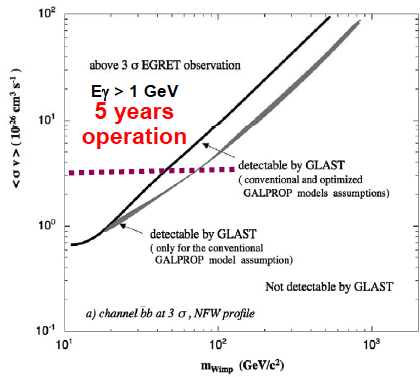 10²
above 3 σ EGRET observation
Eγ > 1 GeV
5 years
operation
< σ v > ( 10⁻²⁶ cm³ s⁻¹ )
10¹
detectable by GLAST
( conventional and optimized
GALPROP models assumptions)
10⁰
detectable by GLAST
( only for the conventional
GALPROP model assumption)
Not detectable by GLAST
a) channel b̅b at 3 σ , NFW profile
10⁻¹
10¹
10²
10³
m_Wimp (GeV/c²)